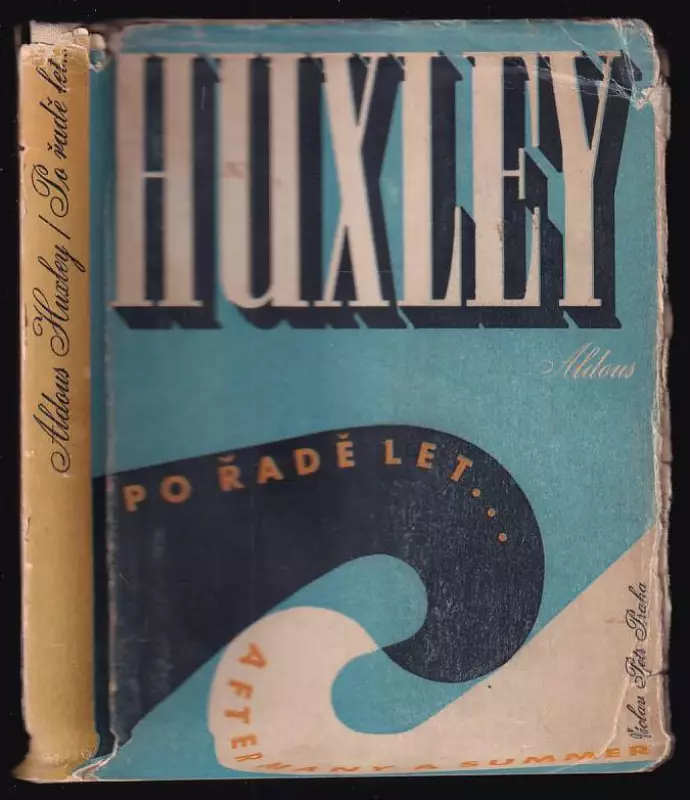 Aldous Huxley / Po řadě let...
HUXLEY
Aldous
PO ŘADĚ LET...
AFTER MANY A SUMMER
Václav Petr Praha